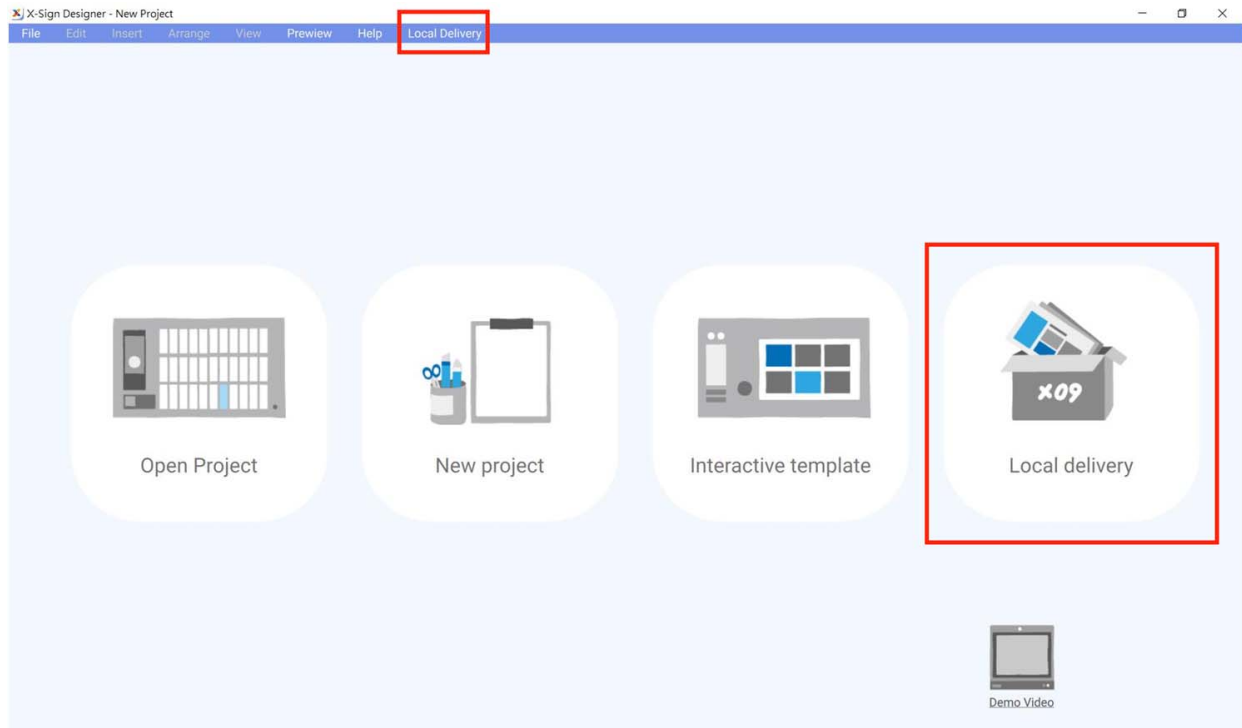 X-Sign Designer - New Project
File Edit Insert Arrange View Prewiew Help Local Delivery
X09
Open Project New project Interactive template Local delivery
Demo Video